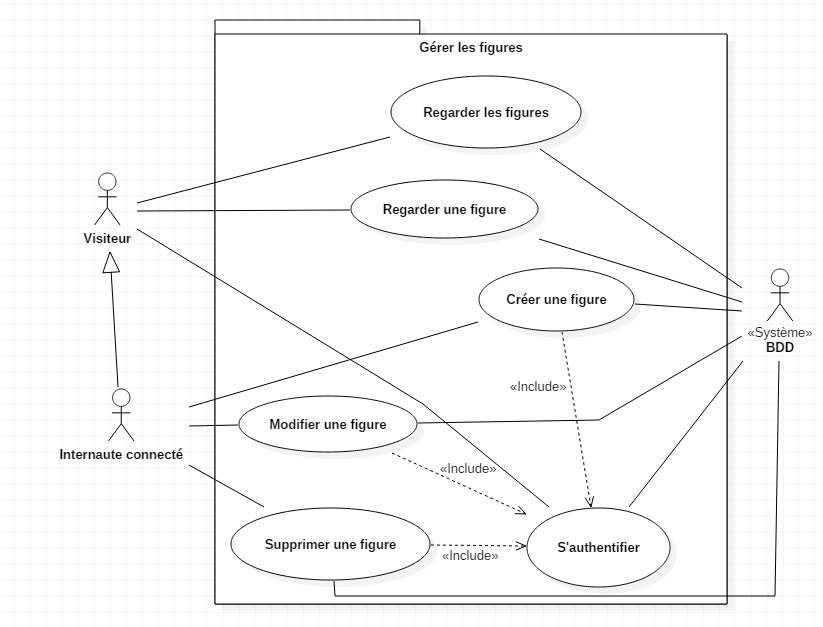 Gérer les figures
Regarder les figures
Regarder une figure
Visiteur
Créer une figure
«Système»
BDD
«Include»
Modifier une figure
Internaute connecté
«Include»
Supprimer une figure
S'authentifier
«Include»